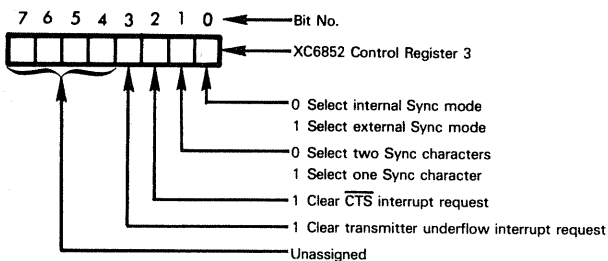 7 6 5 4 3 2 1 0 Bit No.
XC6852 Control Register 3
0 Select internal Sync mode
1 Select external Sync mode
0 Select two Sync characters
1 Select one Sync character
1 Clear C̅T̅S̅ interrupt request
1 Clear transmitter underflow interrupt request
Unassigned